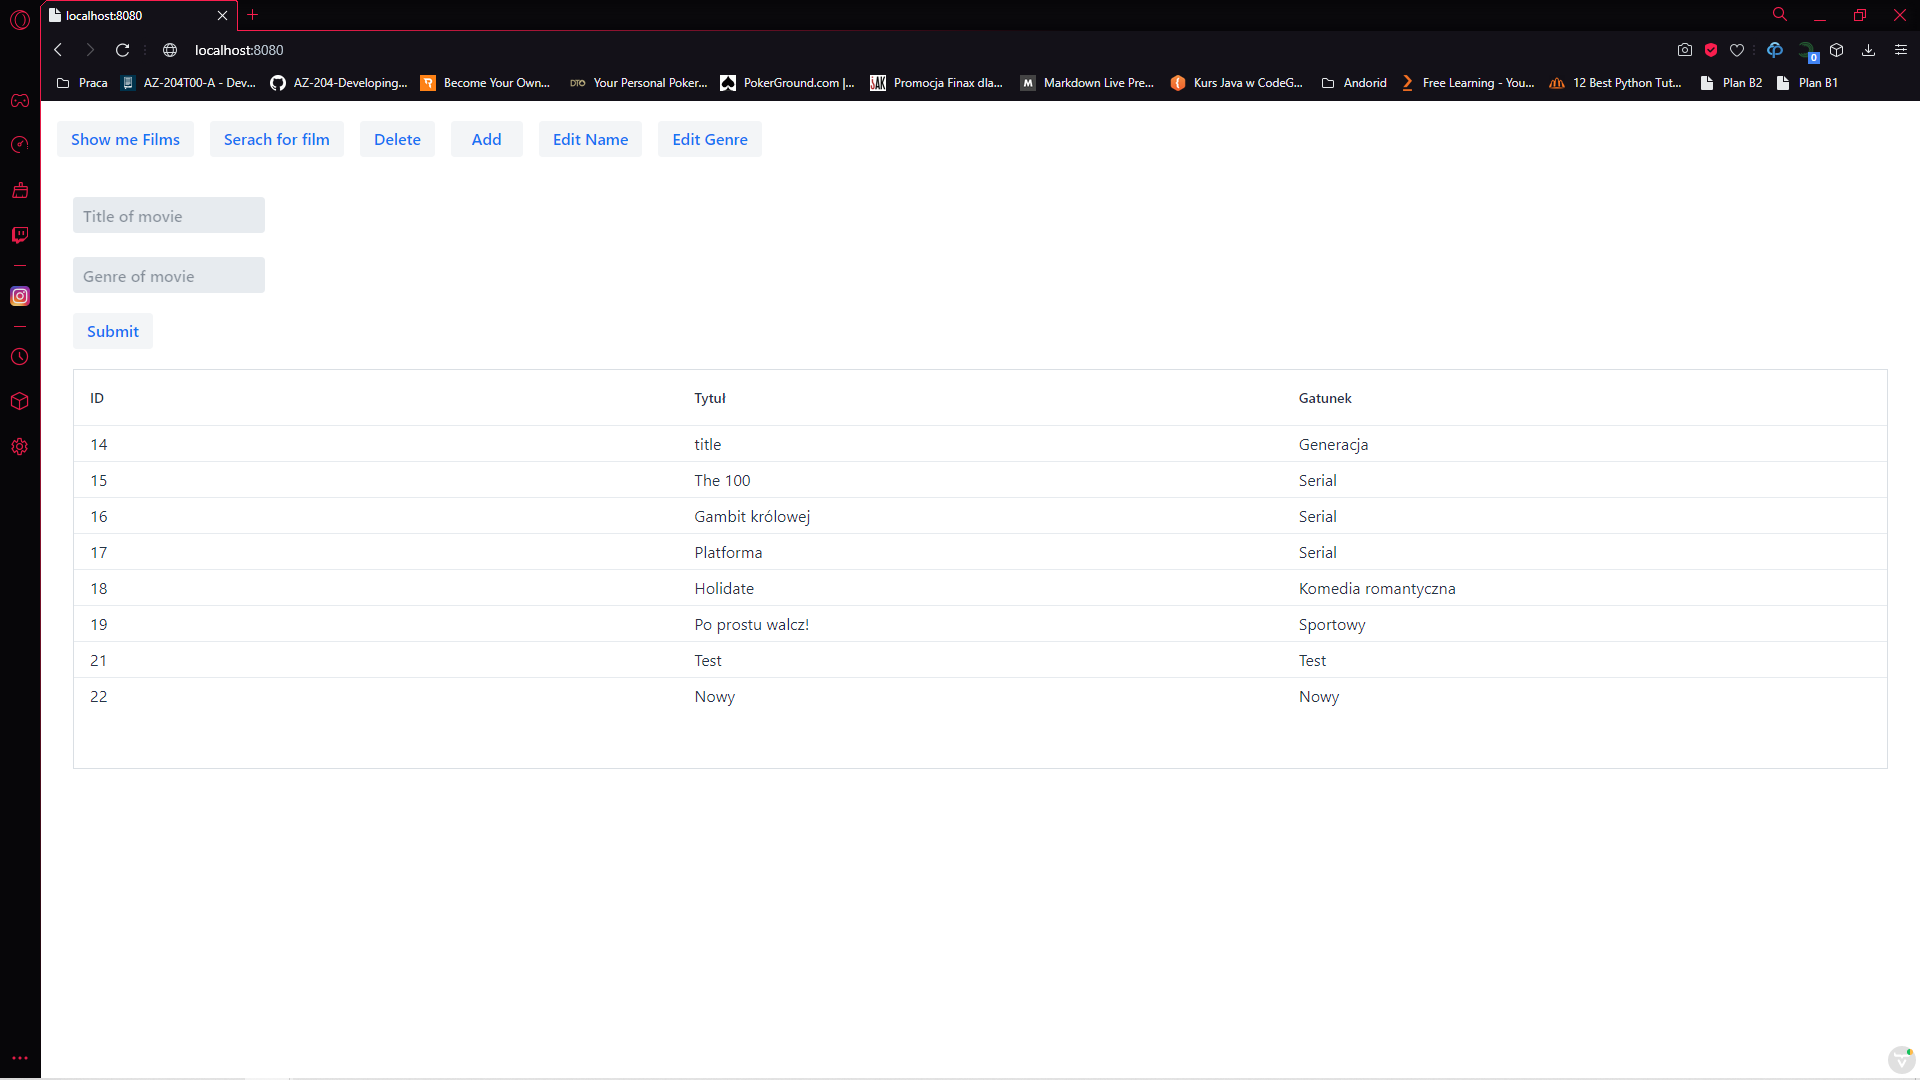 localhost:8080
localhost:8080
Praca AZ-204T00-A - Dev... AZ-204-Developing... Become Your Own... DTO Your Personal Poker... PokerGround.com |... SAK Promocja Finax dla... M Markdown Live Pre... Kurs Java w CodeG... Andorid Free Learning - You... 12 Best Python Tut... Plan B2 Plan B1
0
Show me Films Serach for film Delete Add Edit Name Edit Genre
Title of movie
Genre of movie
Submit
ID Tytuł Gatunek
14 title Generacja
15 The 100 Serial
16 Gambit królowej Serial
17 Platforma Serial
18 Holidate Komedia romantyczna
19 Po prostu walcz! Sportowy
21 Test Test
22 Nowy Nowy